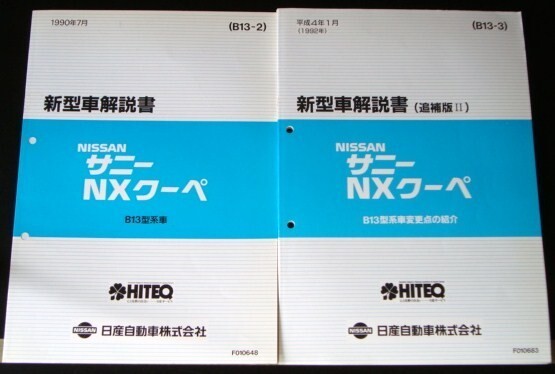 1990年7月
(B13-2)
新型車解説書
NISSAN
サニー
NXクーペ
B13型系車
HITEQ
NISSAN 日産自動車株式会社
F010648
平成4年1月
(1992年)
(B13-3)
新型車解説書(追補版II)
NISSAN
サニー
NXクーペ
B13型系車変更点の紹介
HITEQ
NISSAN 日産自動車株式会社
F010683